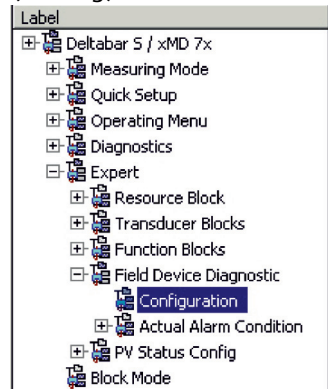 Label
Deltabar S / xMD 7x
Measuring Mode
Quick Setup
Operating Menu
Diagnostics
Expert
Resource Block
Transducer Blocks
Function Blocks
Field Device Diagnostic
Configuration
Actual Alarm Condition
PV Status Config
Block Mode